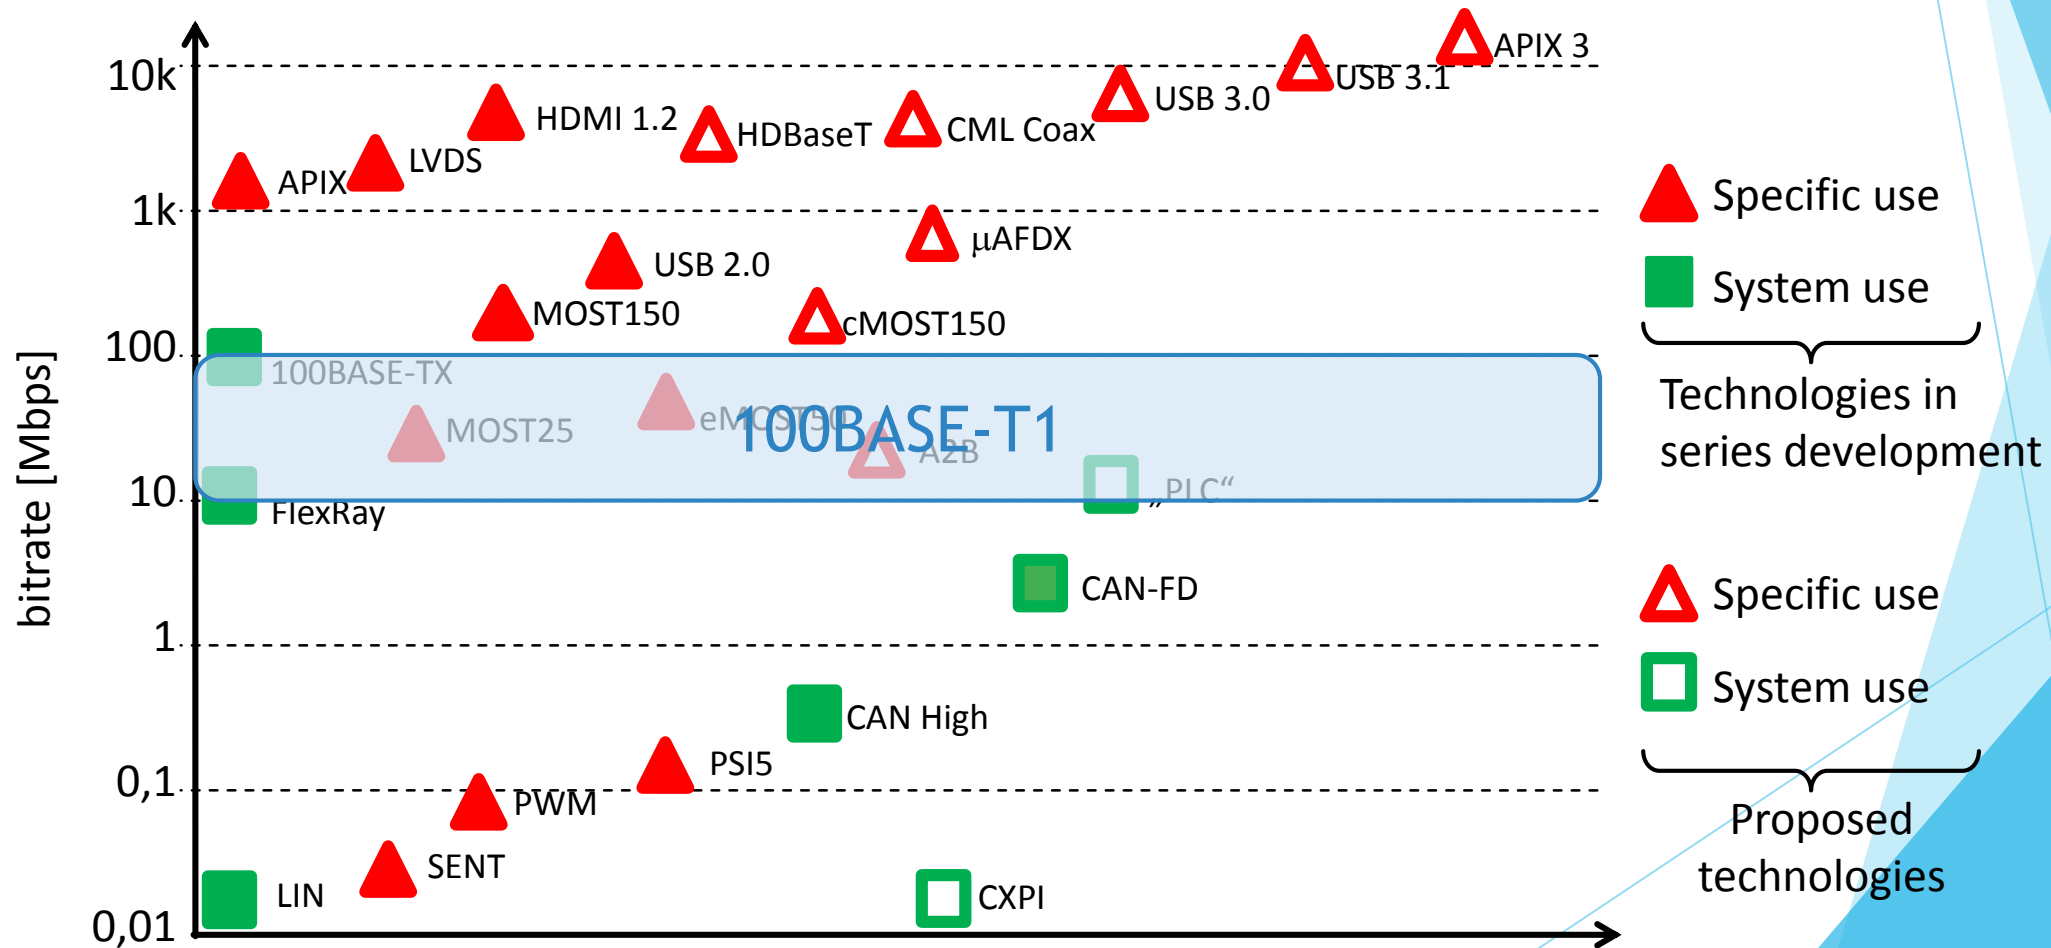 APIX 3
10k
USB 3.1
USB 3.0
HDMI 1.2
HDBaseT
CML Coax
LVDS
APIX
1k
µAFDX
USB 2.0
MOST150
cMOST150
100
100BASE-TX
MOST25
eMOST50
100BASE-T1
A2B
10
FlexRay
„PLC“
CAN-FD
1
CAN High
PSI5
0,1
PWM
SENT
LIN
CXPI
0,01
bitrate [Mbps]
Specific use
System use
Technologies in
series development
Specific use
System use
Proposed
technologies